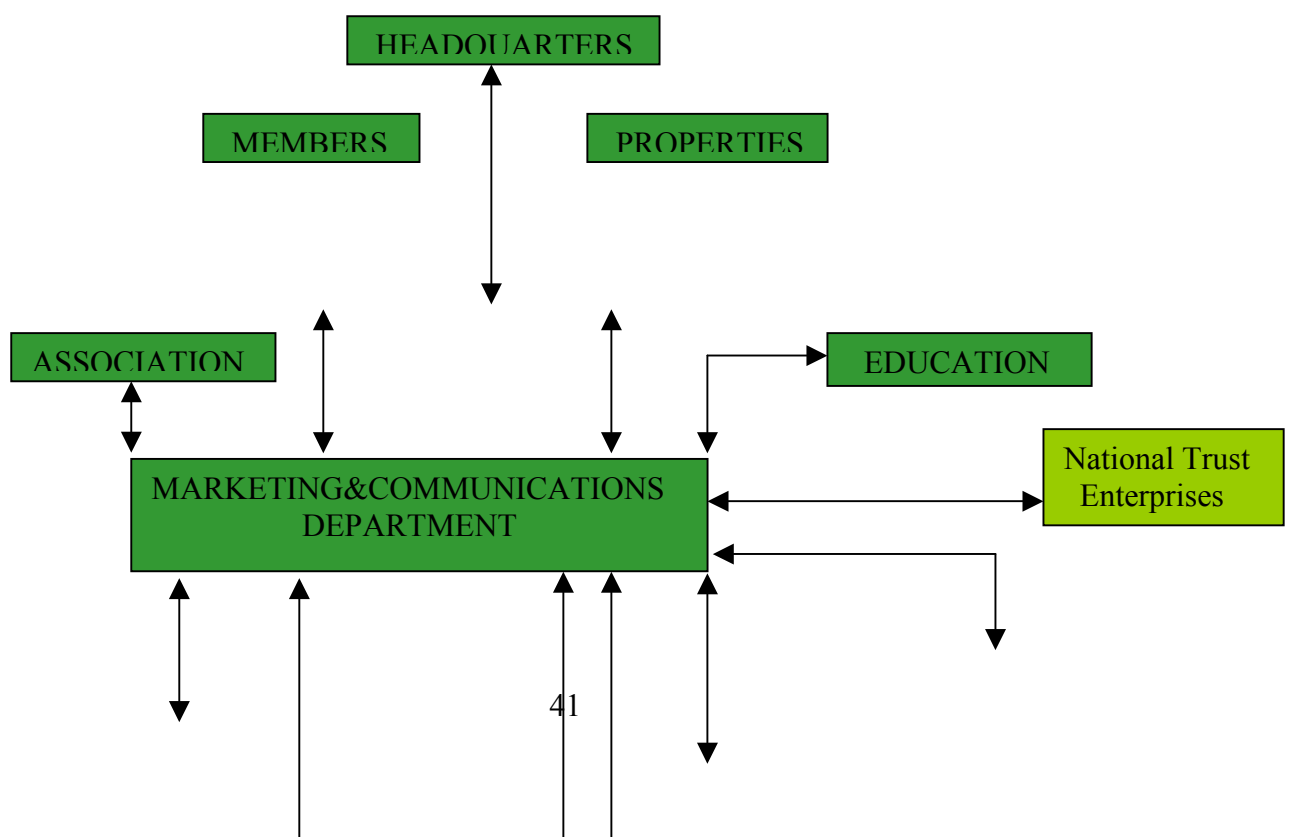 HEADQUARTERS
MEMBERS
PROPERTIES
ASSOCIATION
EDUCATION
National Trust
Enterprises
MARKETING&COMMUNICATIONS
DEPARTMENT
41